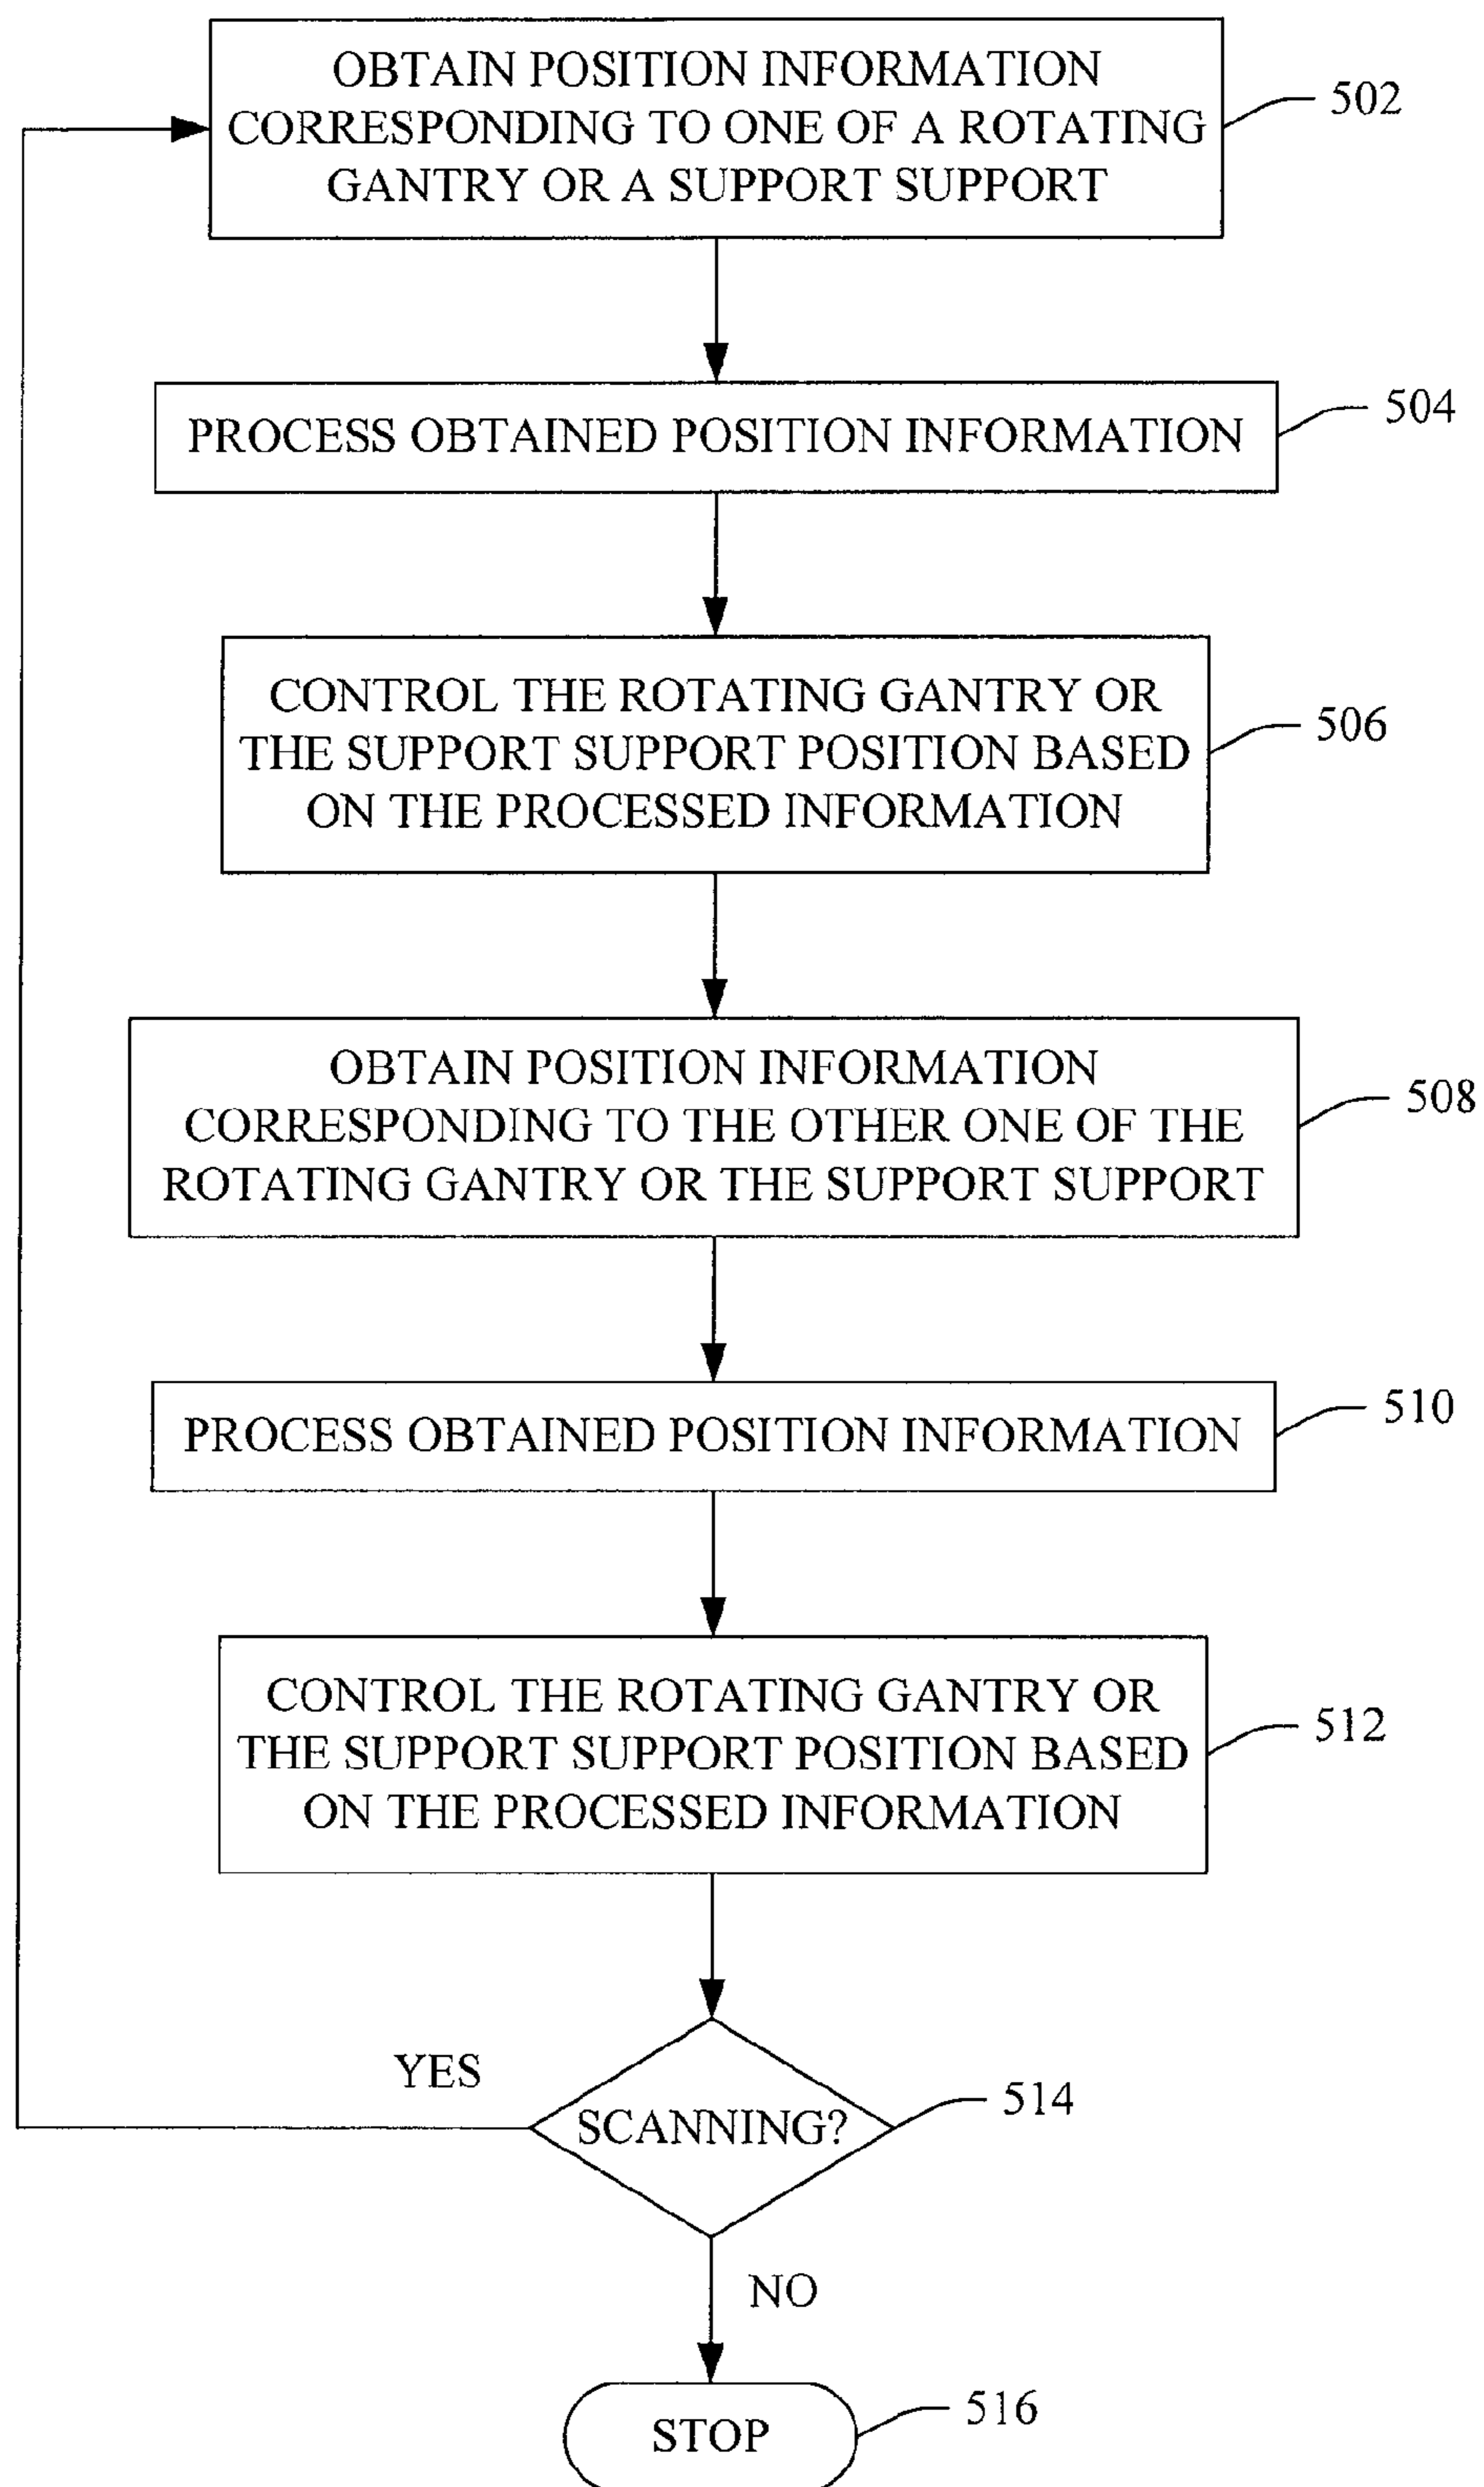 OBTAIN POSITION INFORMATION
CORRESPONDING TO ONE OF A ROTATING
GANTRY OR A SUPPORT SUPPORT
502
PROCESS OBTAINED POSITION INFORMATION
504
CONTROL THE ROTATING GANTRY OR
THE SUPPORT SUPPORT POSITION BASED
ON THE PROCESSED INFORMATION
506
OBTAIN POSITION INFORMATION
CORRESPONDING TO THE OTHER ONE OF THE
ROTATING GANTRY OR THE SUPPORT SUPPORT
508
PROCESS OBTAINED POSITION INFORMATION
510
CONTROL THE ROTATING GANTRY OR
THE SUPPORT SUPPORT POSITION BASED
ON THE PROCESSED INFORMATION
512
YES
SCANNING?
514
NO
STOP
516